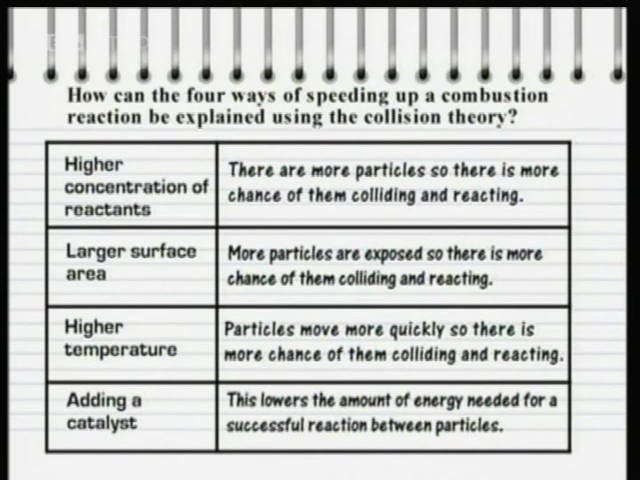 How can the four ways of speeding up a combustion
reaction be explained using the collision theory?
Higher
concentration of
reactants
There are more particles so there is more
chance of them colliding and reacting.
Larger surface
area
More particles are exposed so there is more
chance of them colliding and reacting.
Higher
temperature
Particles move more quickly so there is
more chance of them colliding and reacting.
Adding a
catalyst
This lowers the amount of energy needed for a
successful reaction between particles.